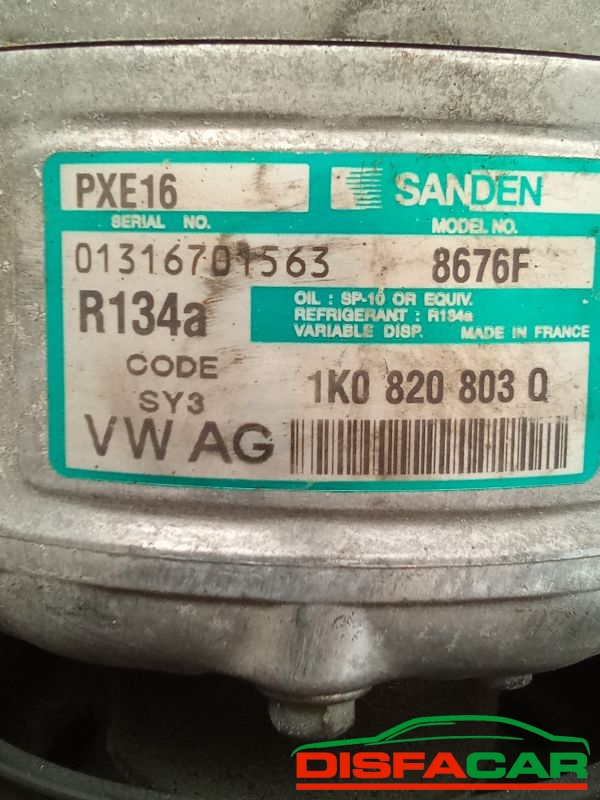 PXE16 SANDEN
SERIAL NO. MODEL NO.
01316701563 8676F
R134a
OIL : SP-10 OR EQUIV.
REFRIGERANT : R134a
VARIABLE DISP. MADE IN FRANCE
CODE
SY3
1K0 820 803 Q
VW AG
DISFACAR